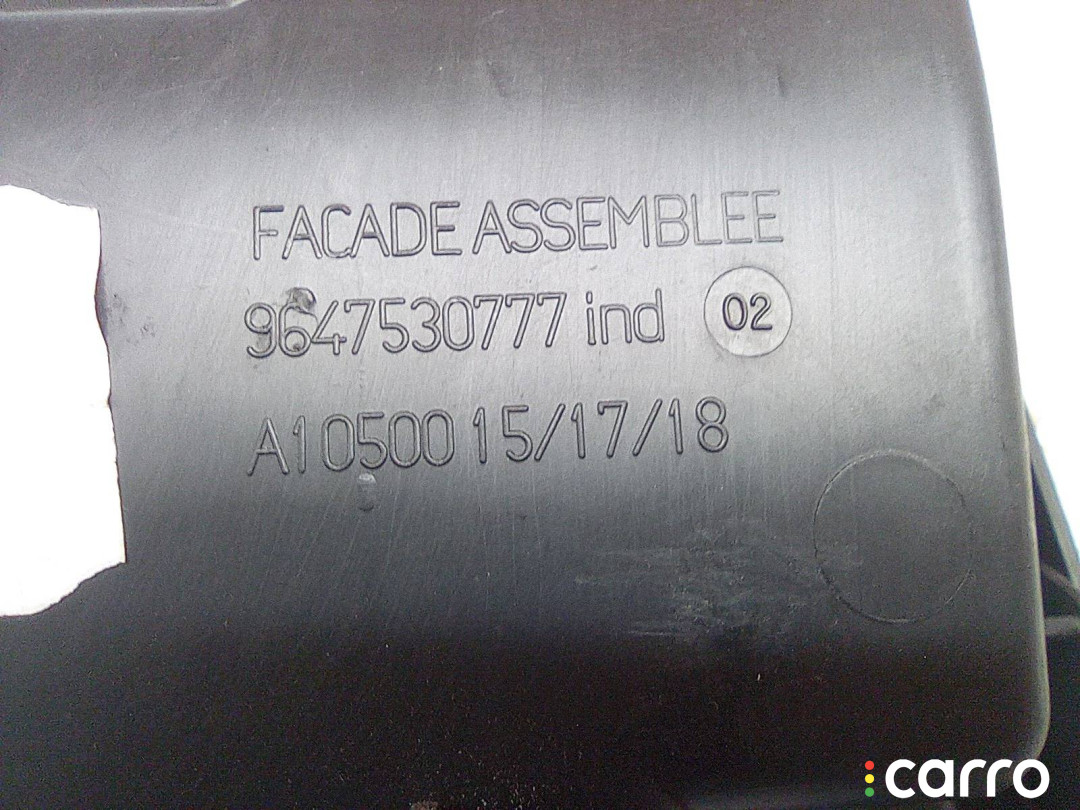 FACADE ASSEMBLEE
9647530777 ind 02
A10500 15/17/18
carro